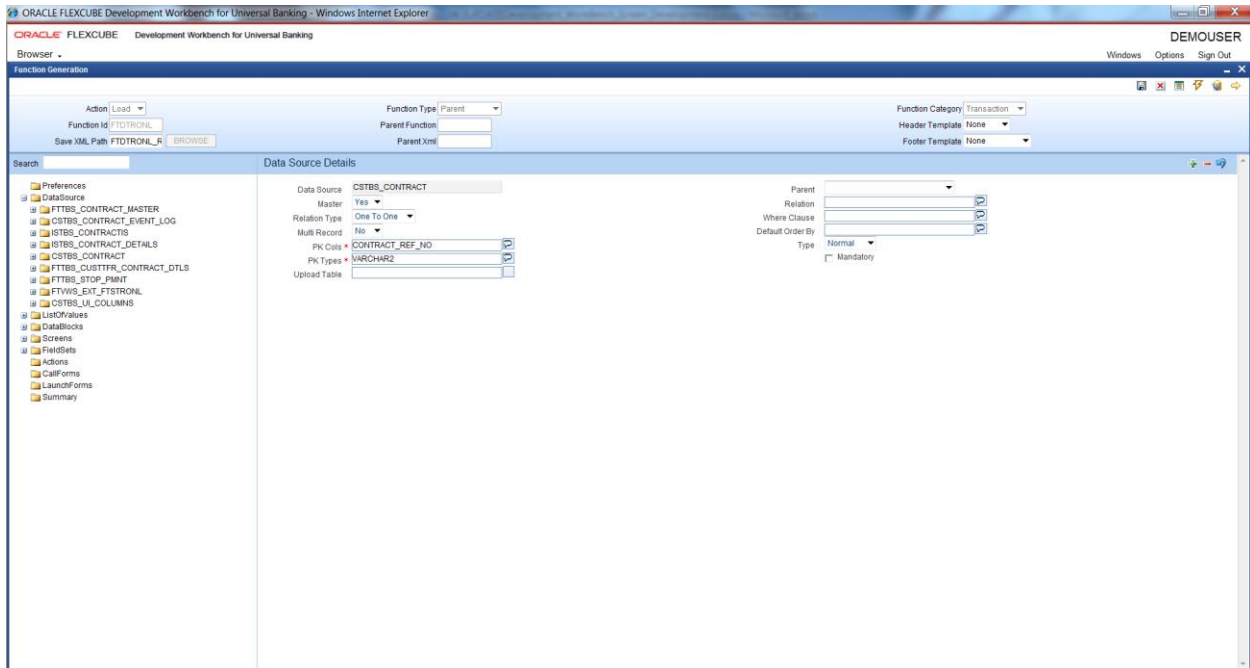 ORACLE FLEXCUBE Development Workbench for Universal Banking - Windows Internet Explorer
ORACLE FLEXCUBE Development Workbench for Universal Banking DEMOUSER
Browser Windows Options Sign Out
Function Generation
Action Load Function Type Parent Function Category Transaction
Function Id FTDTRONL Parent Function Header Template None
Save XML Path FTDTRONL_R BROWSE Parent Xml Footer Template None
Search Data Source Details
Preferences
DataSource
FTTBS_CONTRACT_MASTER
CSTBS_CONTRACT_EVENT_LOG
ISTBS_CONTRACTIS
ISTBS_CONTRACT_DETAILS
CSTBS_CONTRACT
FTTBS_CUSTTFR_CONTRACT_DTLS
FTTBS_STOP_PMNT
FTVWS_EXT_FTSTRONL
CSTBS_UI_COLUMNS
ListOfValues
DataBlocks
Screens
FieldSets
Actions
CallForms
LaunchForms
Summary
Data Source CSTBS_CONTRACT
Master Yes
Relation Type One To One
Multi Record No
PK Cols * CONTRACT_REF_NO
PK Types * VARCHAR2
Upload Table
Parent
Relation
Where Clause
Default Order By
Type Normal
Mandatory